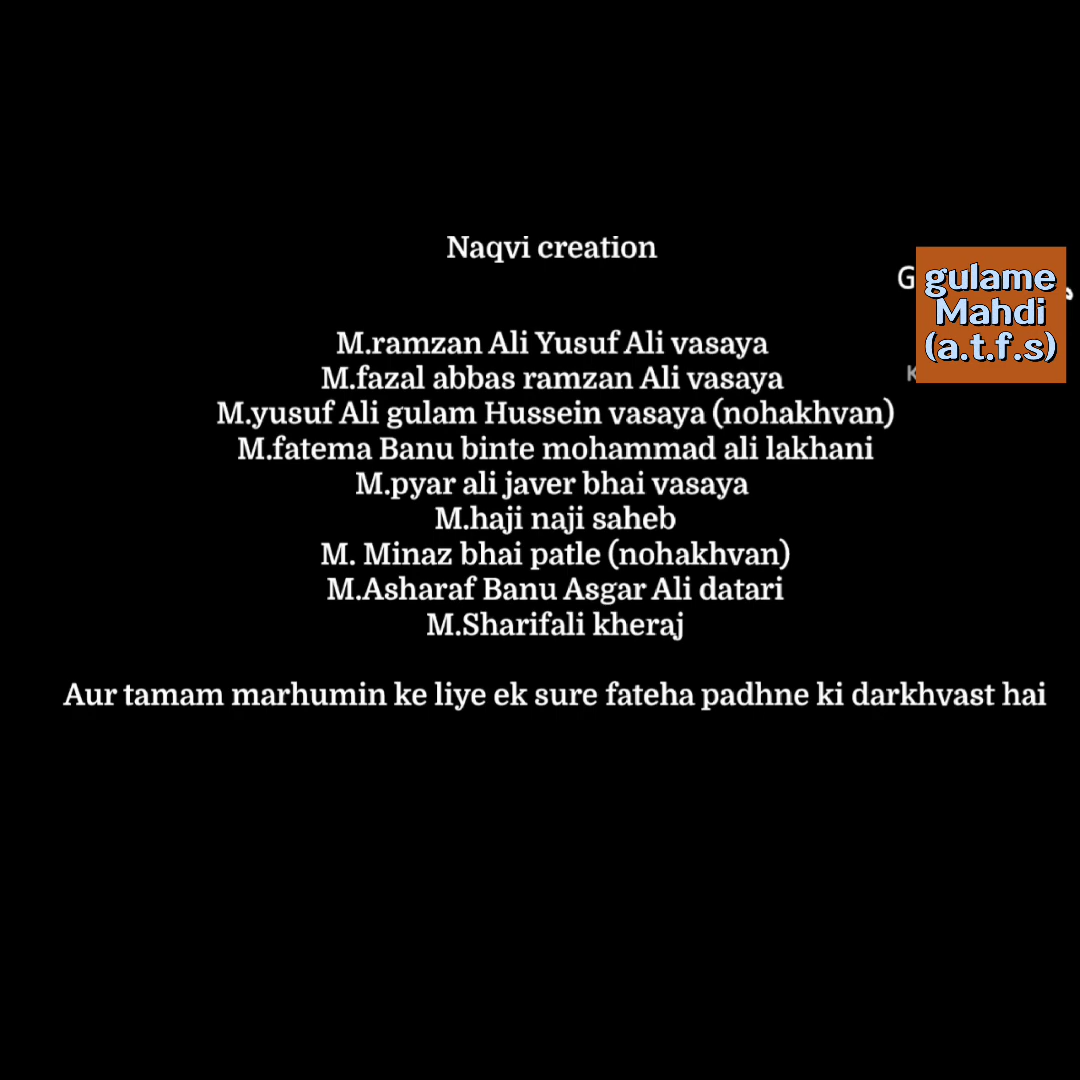 Naqvi creation
gulame
Mahdi
(a.t.f.s)
M.ramzan Ali Yusuf Ali vasaya
M.fazal abbas ramzan Ali vasaya
M.yusuf Ali gulam Hussein vasaya (nohakhvan)
M.fatema Banu binte mohammad ali lakhani
M.pyar ali javer bhai vasaya
M.haji naji saheb
M. Minaz bhai patle (nohakhvan)
M.Asharaf Banu Asgar Ali datari
M.Sharifali kheraj
Aur tamam marhumin ke liye ek sure fateha padhne ki darkhvast hai